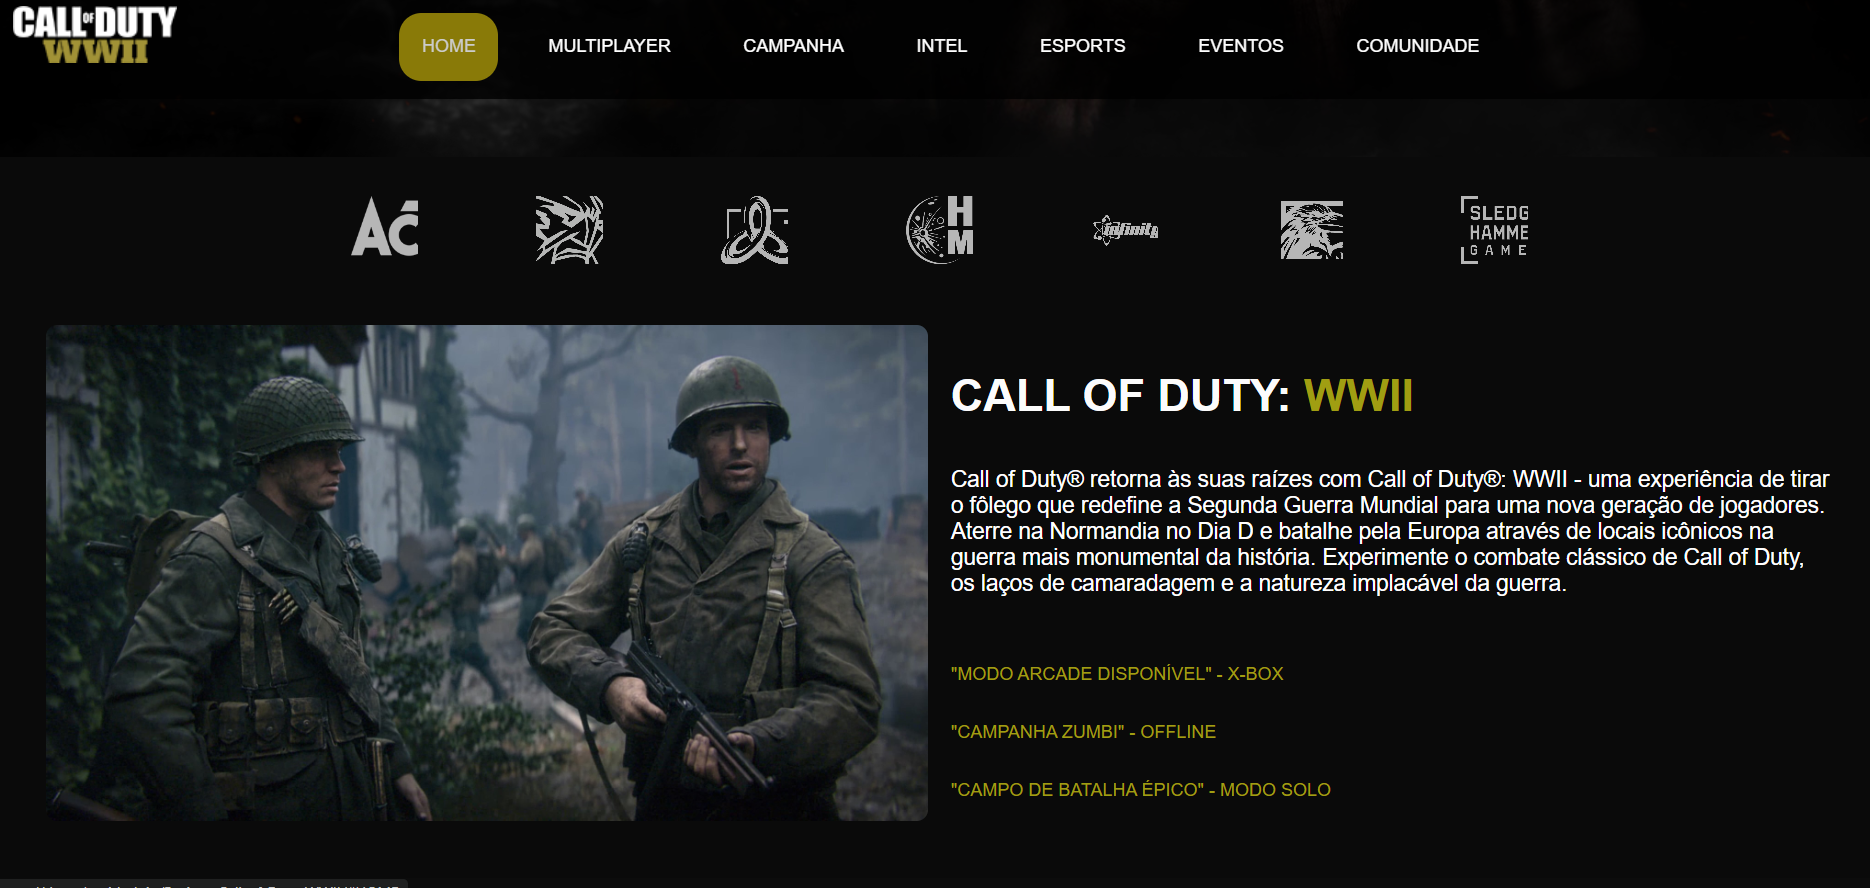 CALL OF DUTY
WWII
HOME MULTIPLAYER CAMPANHA INTEL ESPORTS EVENTOS COMUNIDADE
AC HM infinity SLEDG
HAMME
GAME
CALL OF DUTY: WWII
Call of Duty® retorna às suas raízes com Call of Duty®: WWII - uma experiência de tirar
o fôlego que redefine a Segunda Guerra Mundial para uma nova geração de jogadores.
Aterre na Normandia no Dia D e batalhe pela Europa através de locais icônicos na
guerra mais monumental da história. Experimente o combate clássico de Call of Duty,
os laços de camaradagem e a natureza implacável da guerra.
"MODO ARCADE DISPONÍVEL" - X-BOX
"CAMPANHA ZUMBI" - OFFLINE
"CAMPO DE BATALHA ÉPICO" - MODO SOLO